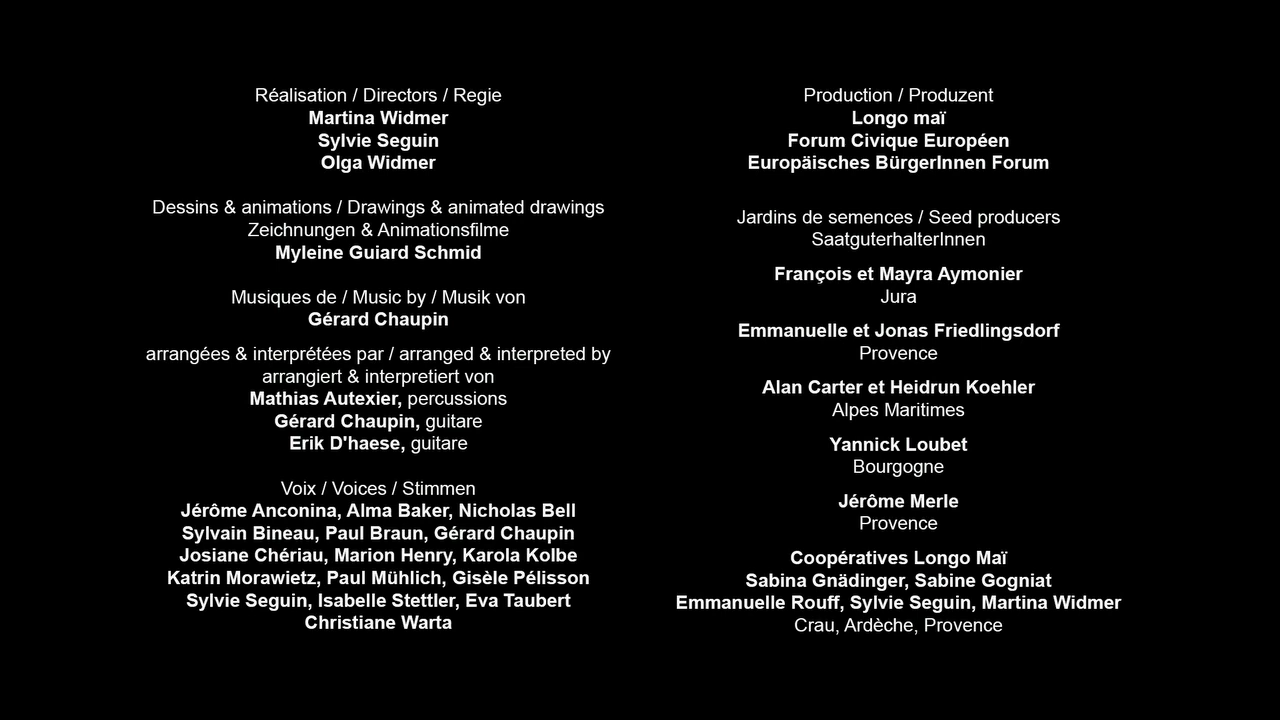 Réalisation / Directors / Regie
Martina Widmer
Sylvie Seguin
Olga Widmer
Dessins & animations / Drawings & animated drawings
Zeichnungen & Animationsfilme
Myleine Guiard Schmid
Musiques de / Music by / Musik von
Gérard Chaupin
arrangées & interprétées par / arranged & interpreted by
arrangiert & interpretiert von
Mathias Autexier, percussions
Gérard Chaupin, guitare
Erik D'haese, guitare
Voix / Voices / Stimmen
Jérôme Anconina, Alma Baker, Nicholas Bell
Sylvain Bineau, Paul Braun, Gérard Chaupin
Josiane Chériau, Marion Henry, Karola Kolbe
Katrin Morawietz, Paul Mühlich, Gisèle Pélisson
Sylvie Seguin, Isabelle Stettler, Eva Taubert
Christiane Warta
Production / Produzent
Longo maï
Forum Civique Européen
Europäisches BürgerInnen Forum
Jardins de semences / Seed producers
SaatguterhalterInnen
François et Mayra Aymonier
Jura
Emmanuelle et Jonas Friedlingsdorf
Provence
Alan Carter et Heidrun Koehler
Alpes Maritimes
Yannick Loubet
Bourgogne
Jérôme Merle
Provence
Coopératives Longo Maï
Sabina Gnädinger, Sabine Gogniat
Emmanuelle Rouff, Sylvie Seguin, Martina Widmer
Crau, Ardèche, Provence